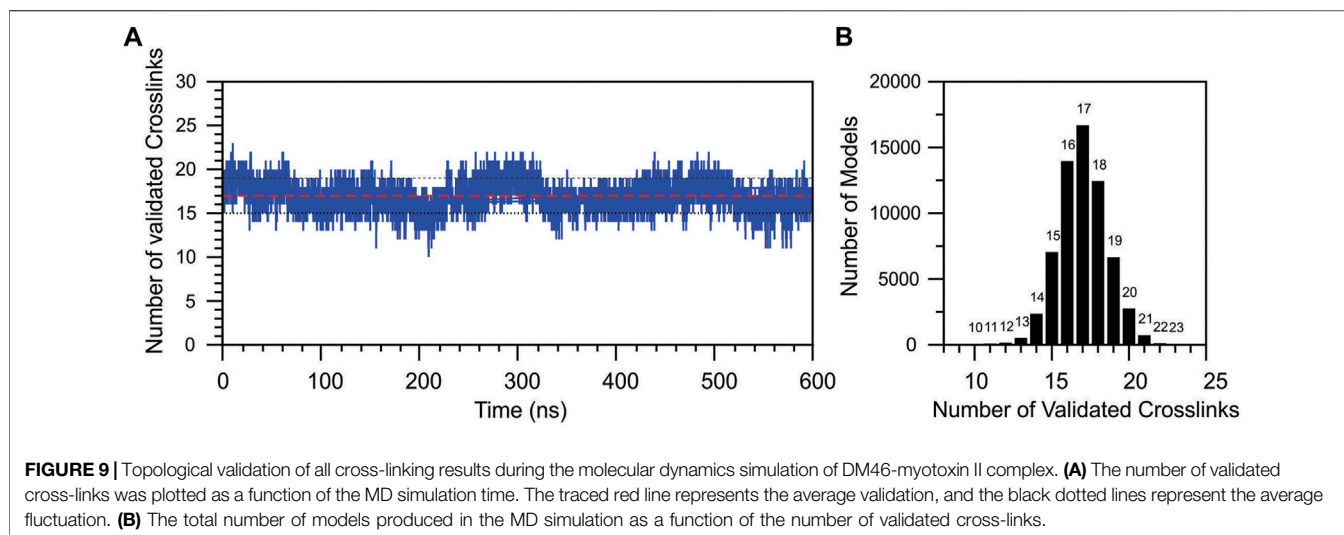 A
B
30
25
20
15
10
5
0
Number of validated Crosslinks
0 100 200 300 400 500 600
Time (ns)
20000
15000
10000
5000
0
Number of Models
10 11 12 13 14 15 16 17 18 19 20 21 22 23
10 15 20 25
Number of Validated Crosslinks
FIGURE 9 | Topological validation of all cross-linking results during the molecular dynamics simulation of DM46-myotoxin II complex. (A) The number of validated
cross-links was plotted as a function of the MD simulation time. The traced red line represents the average validation, and the black dotted lines represent the average
fluctuation. (B) The total number of models produced in the MD simulation as a function of the number of validated cross-links.